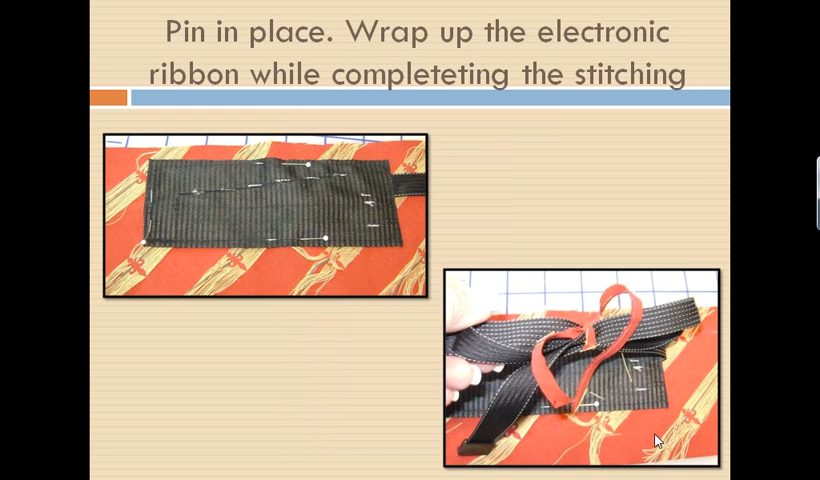 Pin in place. Wrap up the electronic
ribbon while completeting the stitching